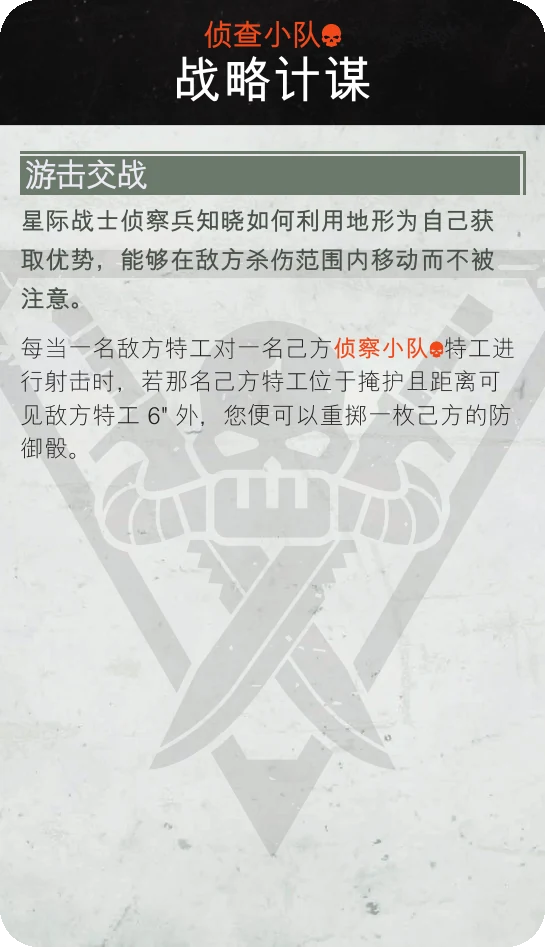 侦查小队
战略计谋
游击交战
星际战士侦察兵知晓如何利用地形为自己获
取优势，能够在敌方杀伤范围内移动而不被
注意。
每当一名敌方特工对一名己方侦察小队特工进
行射击时，若那名己方特工位于掩护且距离可
见敌方特工 6" 外，您便可以重掷一枚己方的防
御骰。